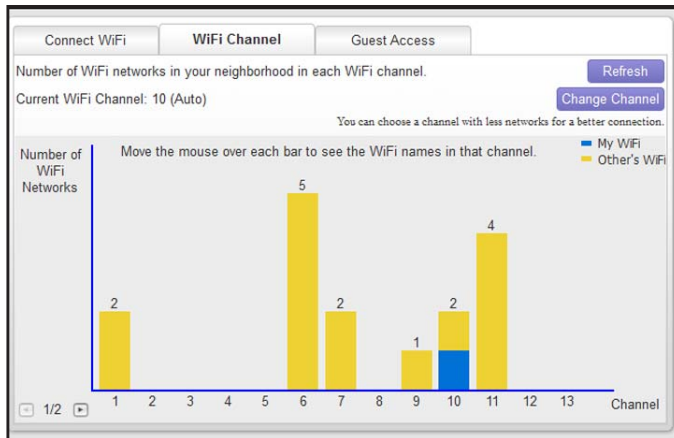 Connect WiFi WiFi Channel Guest Access
Number of WiFi networks in your neighborhood in each WiFi channel. Refresh
Current WiFi Channel: 10 (Auto) Change Channel
You can choose a channel with less networks for a better connection.
Number of
WiFi
Networks
Move the mouse over each bar to see the WiFi names in that channel.
My WiFi
Other's WiFi
5
4
2 2 2
1
1 2 3 4 5 6 7 8 9 10 11 12 13 Channel
1/2